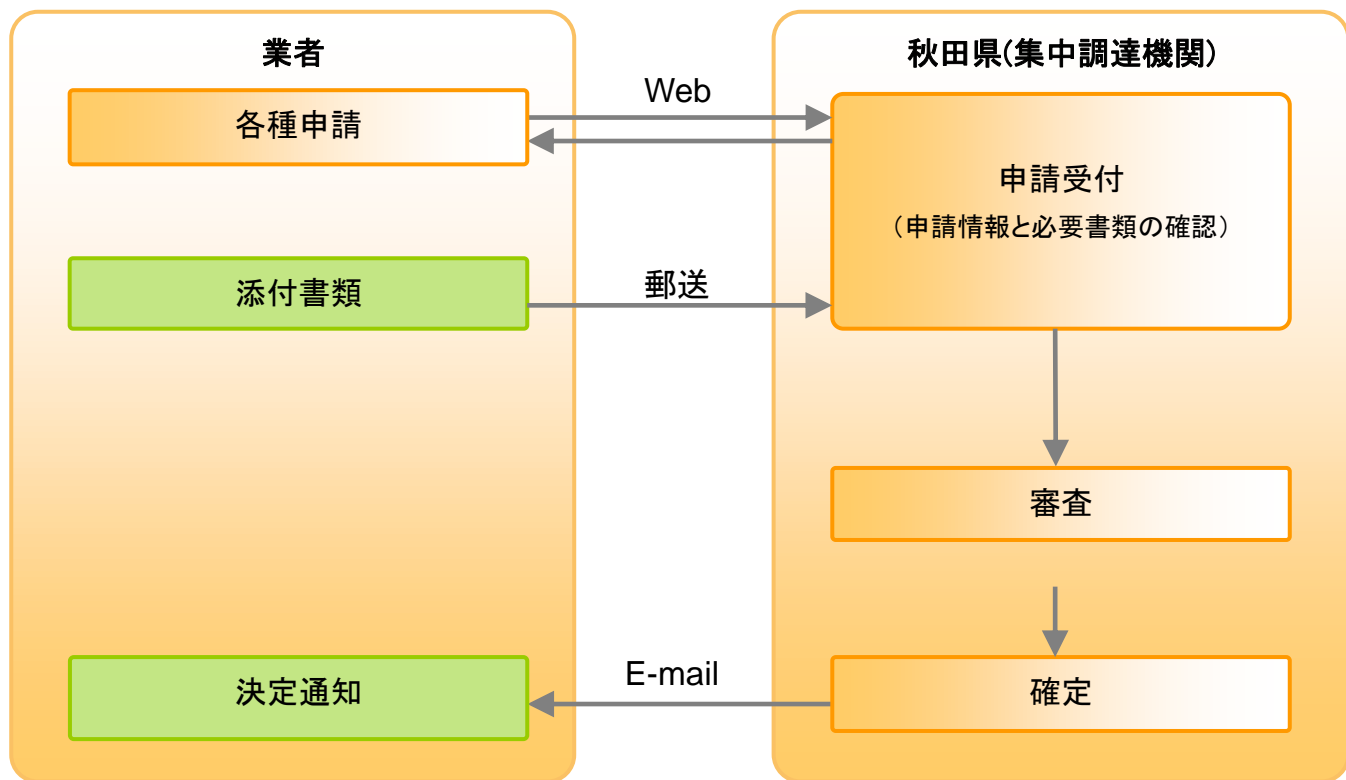 業者
秋田県(集中調達機関)
各種申請
Web
申請受付
（申請情報と必要書類の確認）
添付書類
郵送
審査
決定通知
E-mail
確定